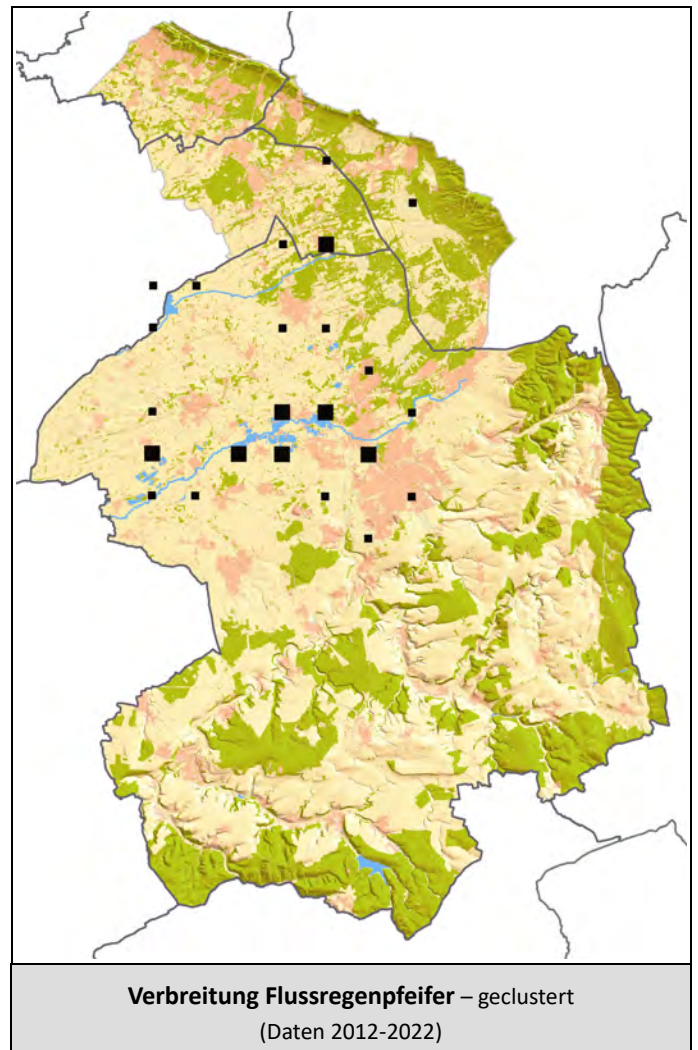 Verbreitung Flussregenpfeifer – geclustert
(Daten 2012-2022)